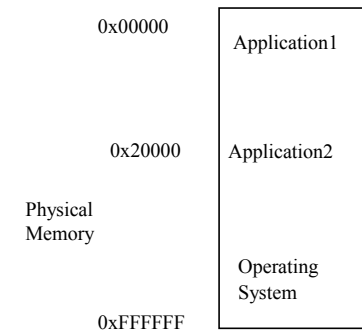 0x00000
Application1
0x20000
Application2
Physical
Memory
Operating
System
0xFFFFFF